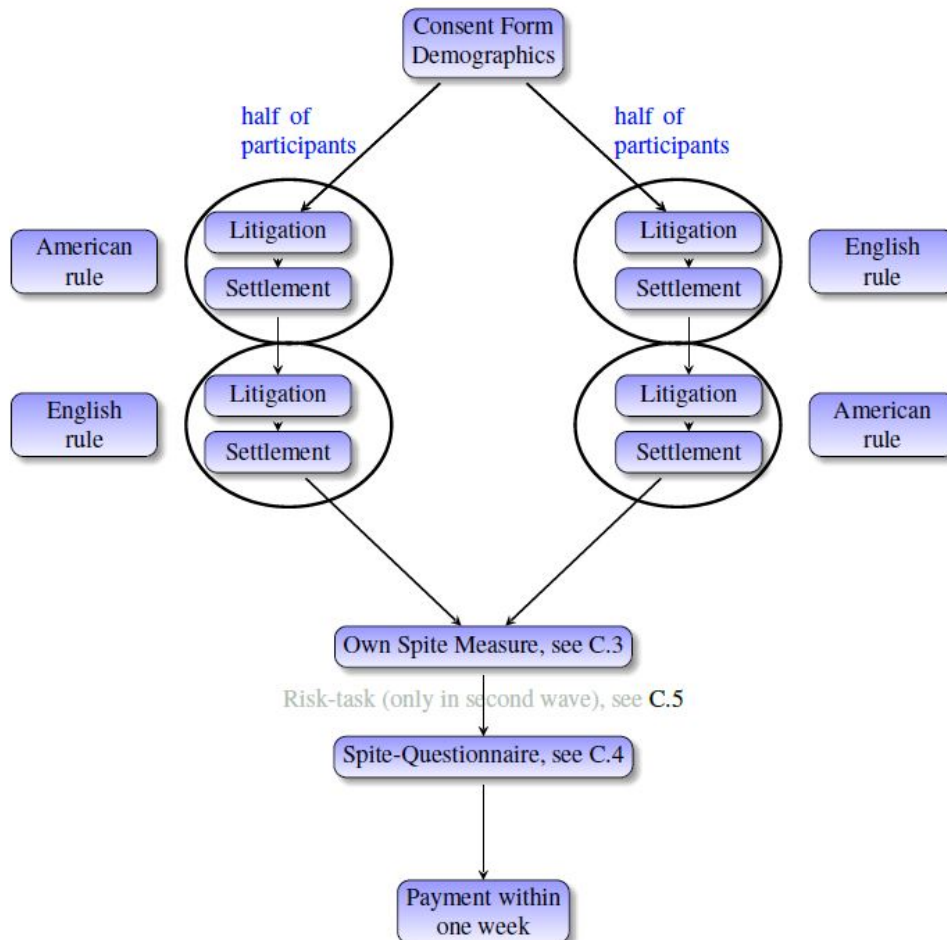 Consent Form
Demographics
half of
participants
half of
participants
American
rule
Litigation
Settlement
Litigation
Settlement
English
rule
English
rule
Litigation
Settlement
Litigation
Settlement
American
rule
Own Spite Measure, see C.3
Risk-task (only in second wave), see C.5
Spite-Questionnaire, see C.4
Payment within
one week